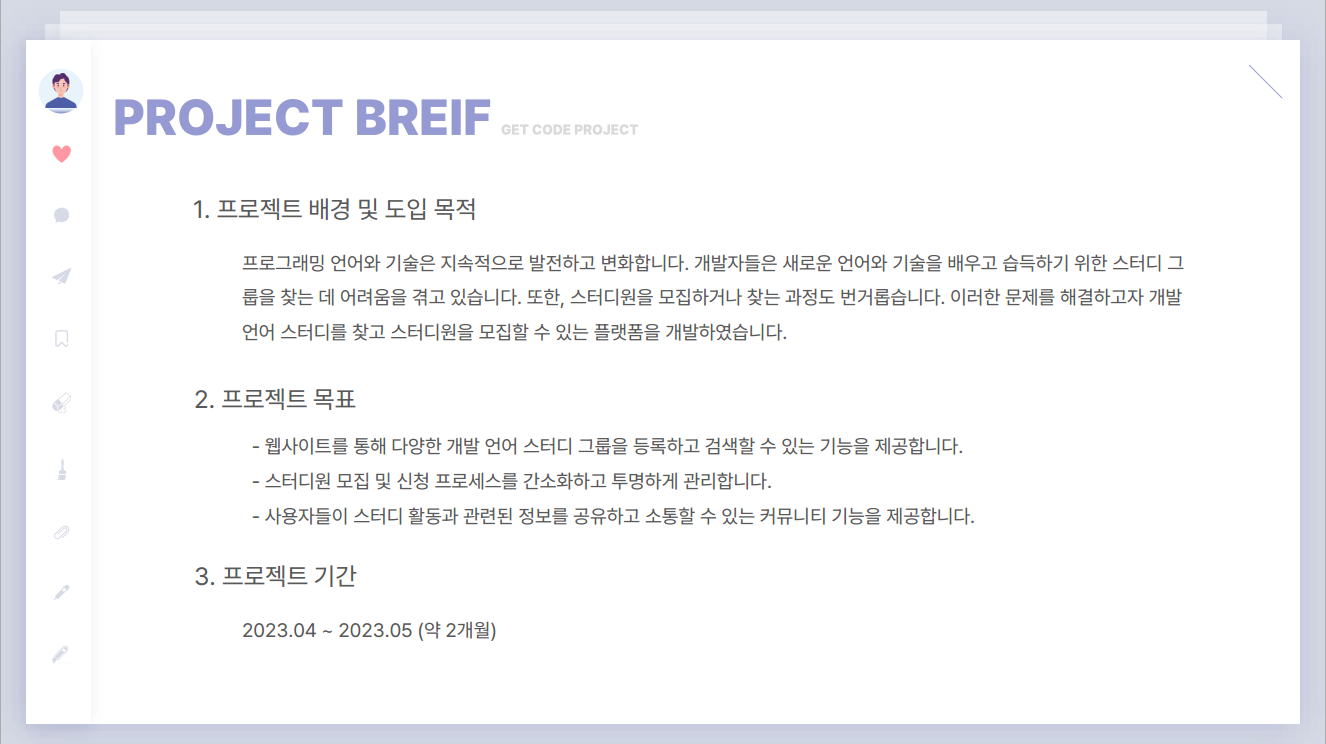 PROJECT BREIF GET CODE PROJECT
1. 프로젝트 배경 및 도입 목적
프로그래밍 언어와 기술은 지속적으로 발전하고 변화합니다. 개발자들은 새로운 언어와 기술을 배우고 습득하기 위한 스터디 그
룹을 찾는 데 어려움을 겪고 있습니다. 또한, 스터디원을 모집하거나 찾는 과정도 번거롭습니다. 이러한 문제를 해결하고자 개발
언어 스터디를 찾고 스터디원을 모집할 수 있는 플랫폼을 개발하였습니다.
2. 프로젝트 목표
- 웹사이트를 통해 다양한 개발 언어 스터디 그룹을 등록하고 검색할 수 있는 기능을 제공합니다.
- 스터디원 모집 및 신청 프로세스를 간소화하고 투명하게 관리합니다.
- 사용자들이 스터디 활동과 관련된 정보를 공유하고 소통할 수 있는 커뮤니티 기능을 제공합니다.
3. 프로젝트 기간
2023.04 ~ 2023.05 (약 2개월)